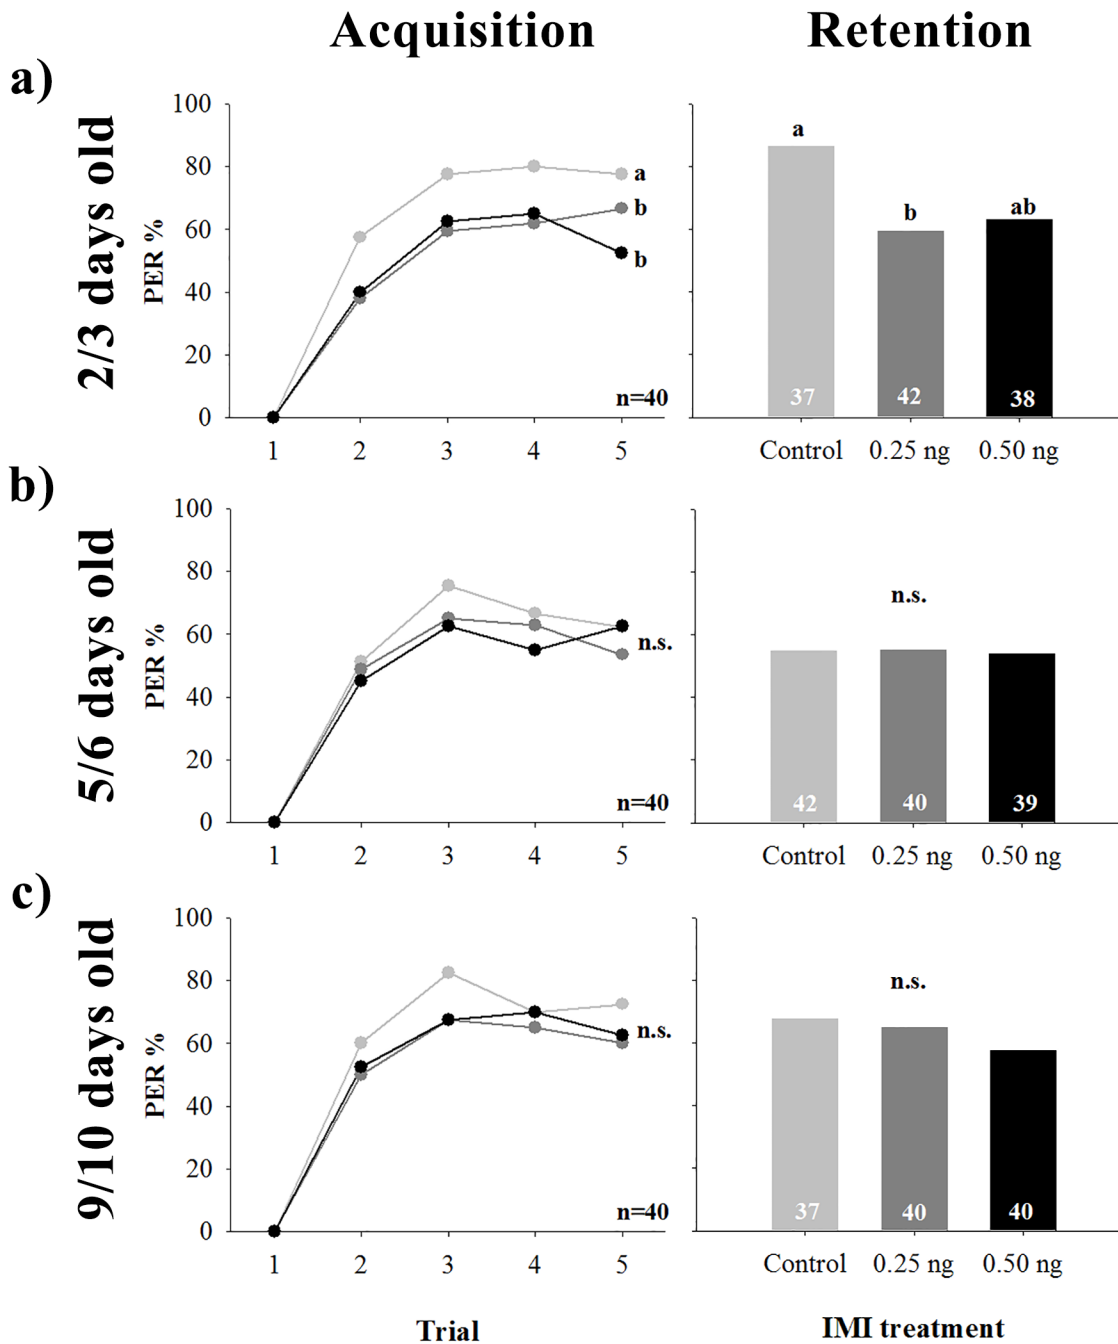 Acquisition Retention
a)
2/3 days old
PER %
100
80
60
40
20
0
a
b
b
n=40
1 2 3 4 5
a
b
ab
37 42 38
Control 0.25 ng 0.50 ng
b)
5/6 days old
PER %
100
80
60
40
20
0
n.s.
n=40
1 2 3 4 5
n.s.
42 40 39
Control 0.25 ng 0.50 ng
c)
9/10 days old
PER %
100
80
60
40
20
0
n.s.
n=40
1 2 3 4 5
n.s.
37 40 40
Control 0.25 ng 0.50 ng
Trial
IMI treatment